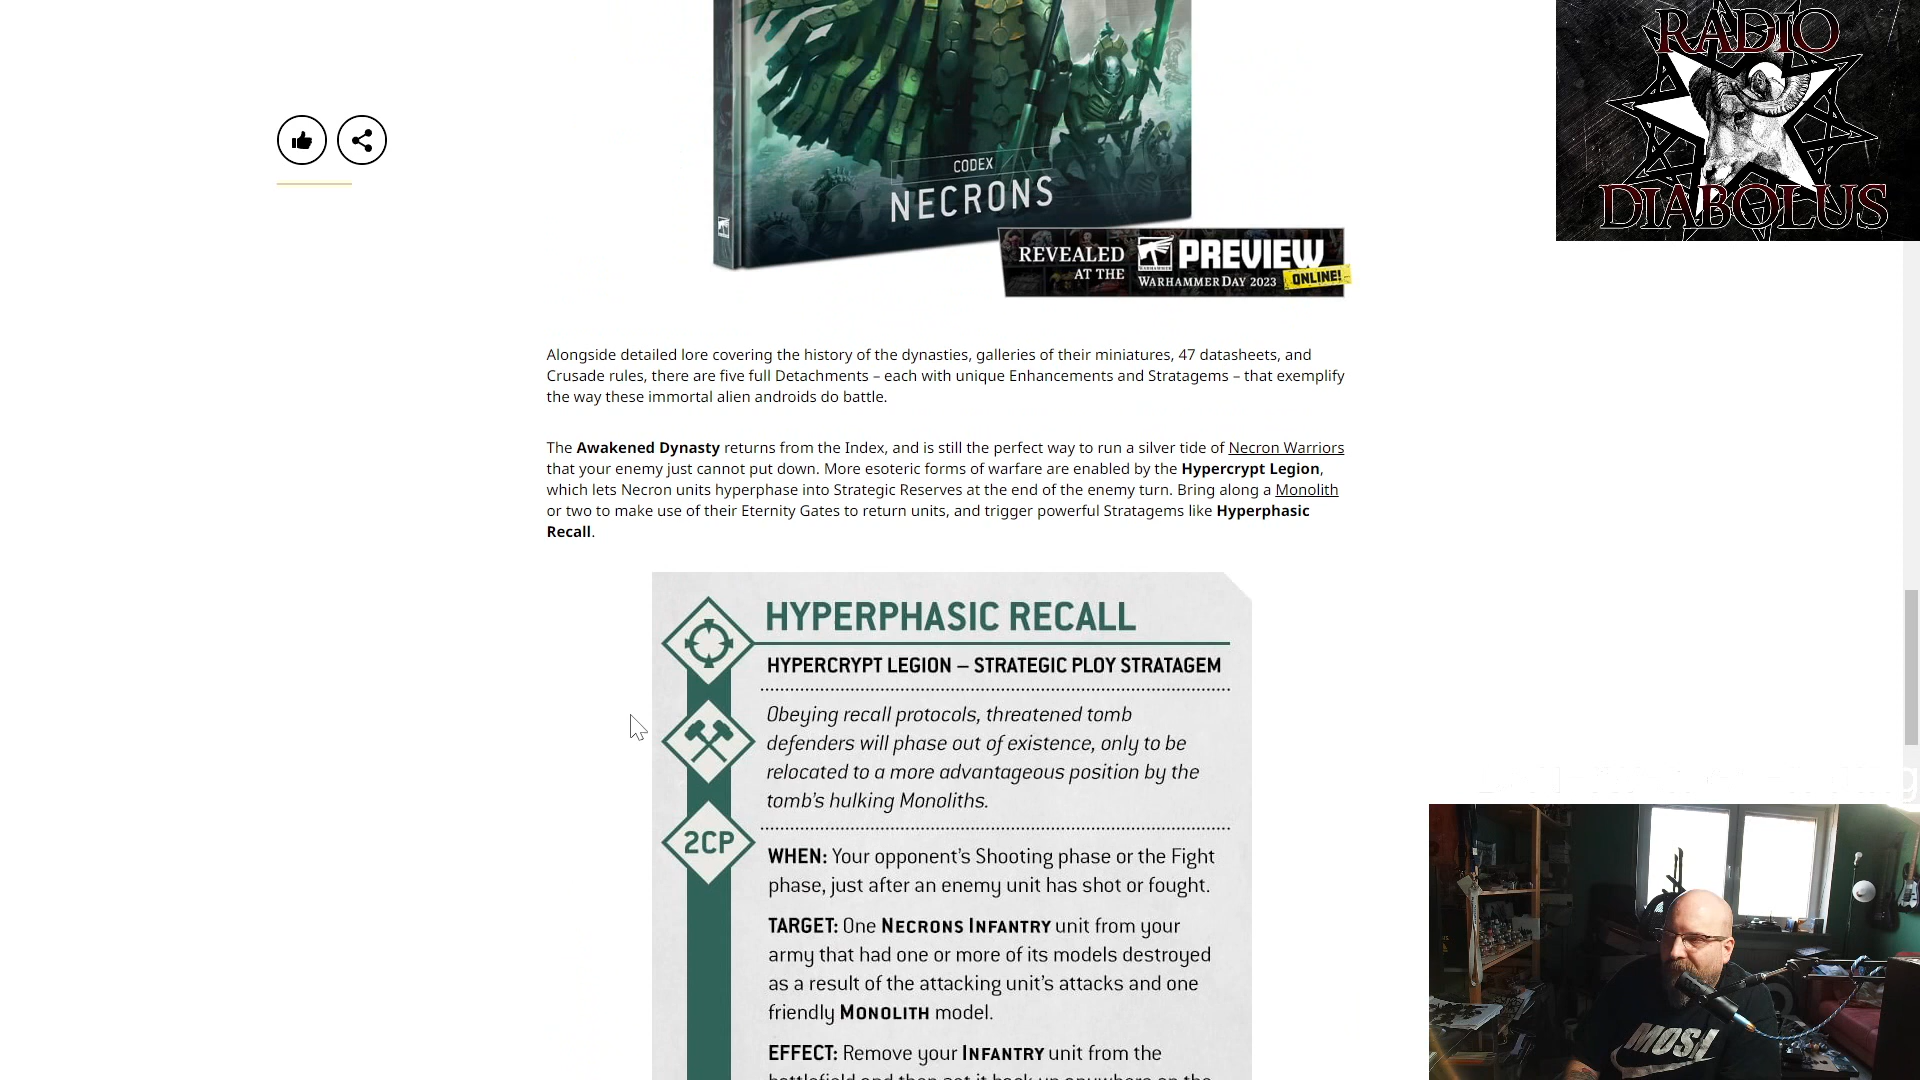 RADIO
DIABOLUS
CODEX
NECRONS
REVEALED
AT THE
WARHAMMER
PREVIEW
WARHAMMER DAY 2023
ONLINE!
Alongside detailed lore covering the history of the dynasties, galleries of their miniatures, 47 datasheets, and
Crusade rules, there are five full Detachments – each with unique Enhancements and Stratagems – that exemplify
the way these immortal alien androids do battle.
The Awakened Dynasty returns from the Index, and is still the perfect way to run a silver tide of Necron Warriors
that your enemy just cannot put down. More esoteric forms of warfare are enabled by the Hypercrypt Legion,
which lets Necron units hyperphase into Strategic Reserves at the end of the enemy turn. Bring along a Monolith
or two to make use of their Eternity Gates to return units, and trigger powerful Stratagems like Hyperphasic
Recall.
HYPERPHASIC RECALL
HYPERCRYPT LEGION – STRATEGIC PLOY STRATAGEM
Obeying recall protocols, threatened tomb
defenders will phase out of existence, only to be
relocated to a more advantageous position by the
tomb's hulking Monoliths.
2CP
WHEN: Your opponent's Shooting phase or the Fight
phase, just after an enemy unit has shot or fought.
TARGET: One NECRONS INFANTRY unit from your
army that had one or more of its models destroyed
as a result of the attacking unit's attacks and one
friendly MONOLITH model.
EFFECT: Remove your INFANTRY unit from the
battlefield and then set it back up anywhere on the
MOSH